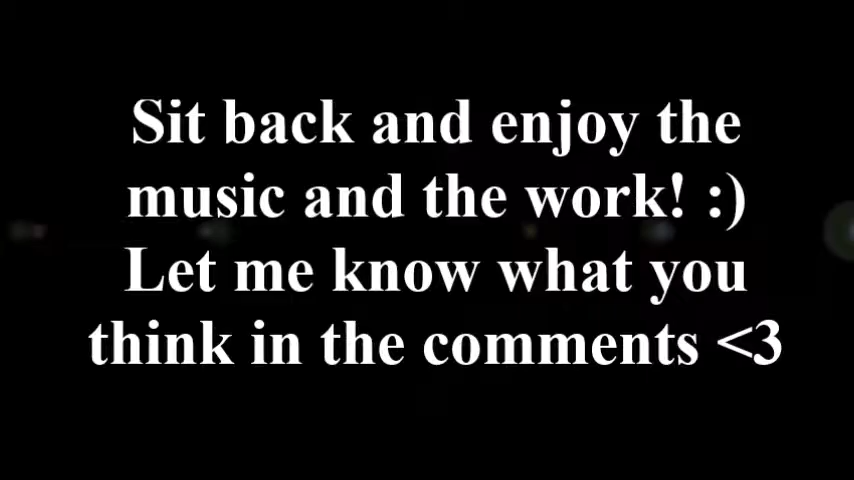 Sit back and enjoy the
music and the work! :)
Let me know what you
think in the comments <3